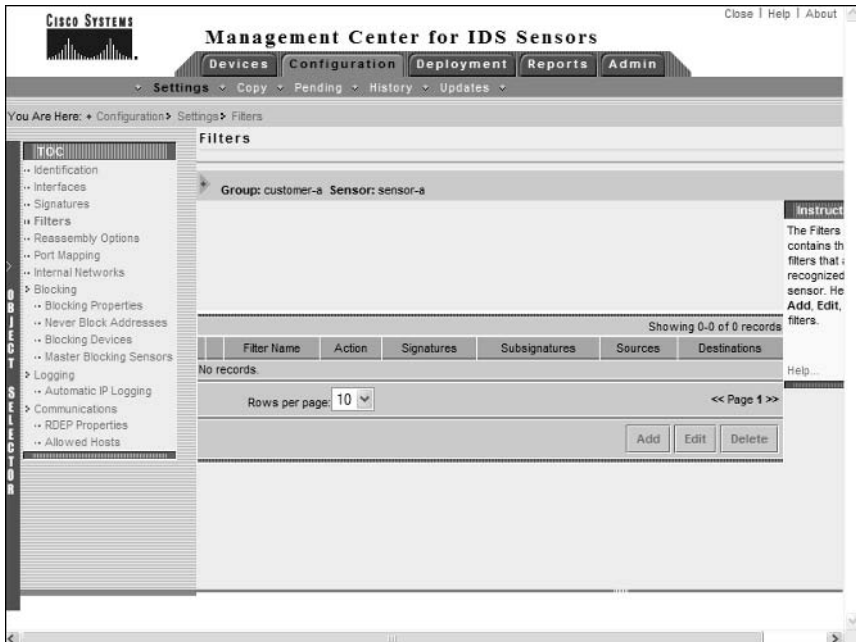 Close | Help | About
CISCO SYSTEMS
Management Center for IDS Sensors
Devices Configuration Deployment Reports Admin
Settings Copy Pending History Updates
You Are Here: Configuration > Settings > Filters
OBJECT SELECTOR
TOC
Identification
Interfaces
Signatures
Filters
Reassembly Options
Port Mapping
Internal Networks
Blocking
Blocking Properties
Never Block Addresses
Blocking Devices
Master Blocking Sensors
Logging
Automatic IP Logging
Communications
RDEP Properties
Allowed Hosts
Filters
Group: customer-a Sensor: sensor-a
Showing 0-0 of 0 records
Filter Name Action Signatures Subsignatures Sources Destinations
No records.
Rows per page: 10 << Page 1 >>
Add Edit Delete
Instruct
The Filters
contains th
filters that a
recognized
sensor. He
Add, Edit,
filters.
Help...